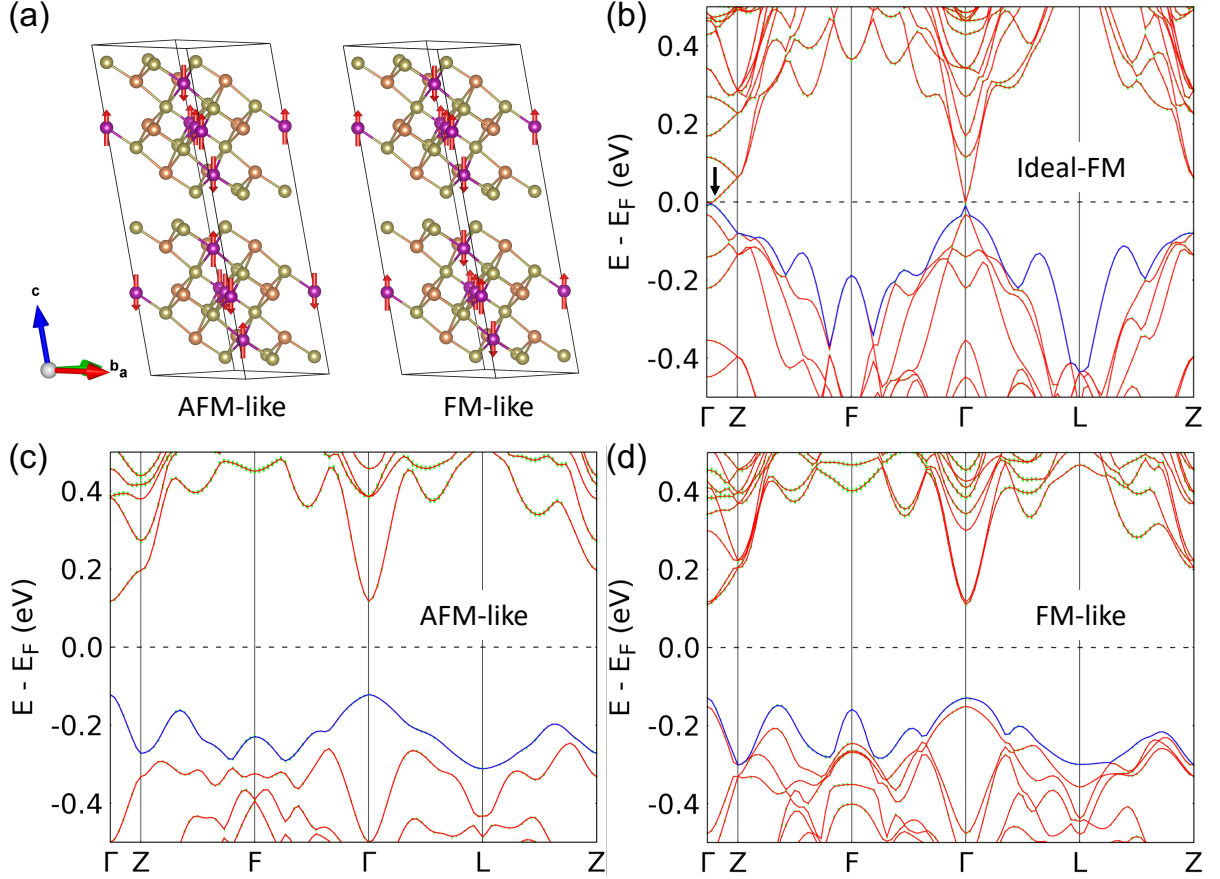 (a)
c
b
a
AFM-like
FM-like
(b)
E - E_F (eV)
0.4
0.2
0.0
-0.2
-0.4
Ideal-FM
Γ Z F Γ L Z
(c)
E - E_F (eV)
0.4
0.2
0.0
-0.2
-0.4
AFM-like
Γ Z F Γ L Z
(d)
E - E_F (eV)
0.4
0.2
0.0
-0.2
-0.4
FM-like
Γ Z F Γ L Z